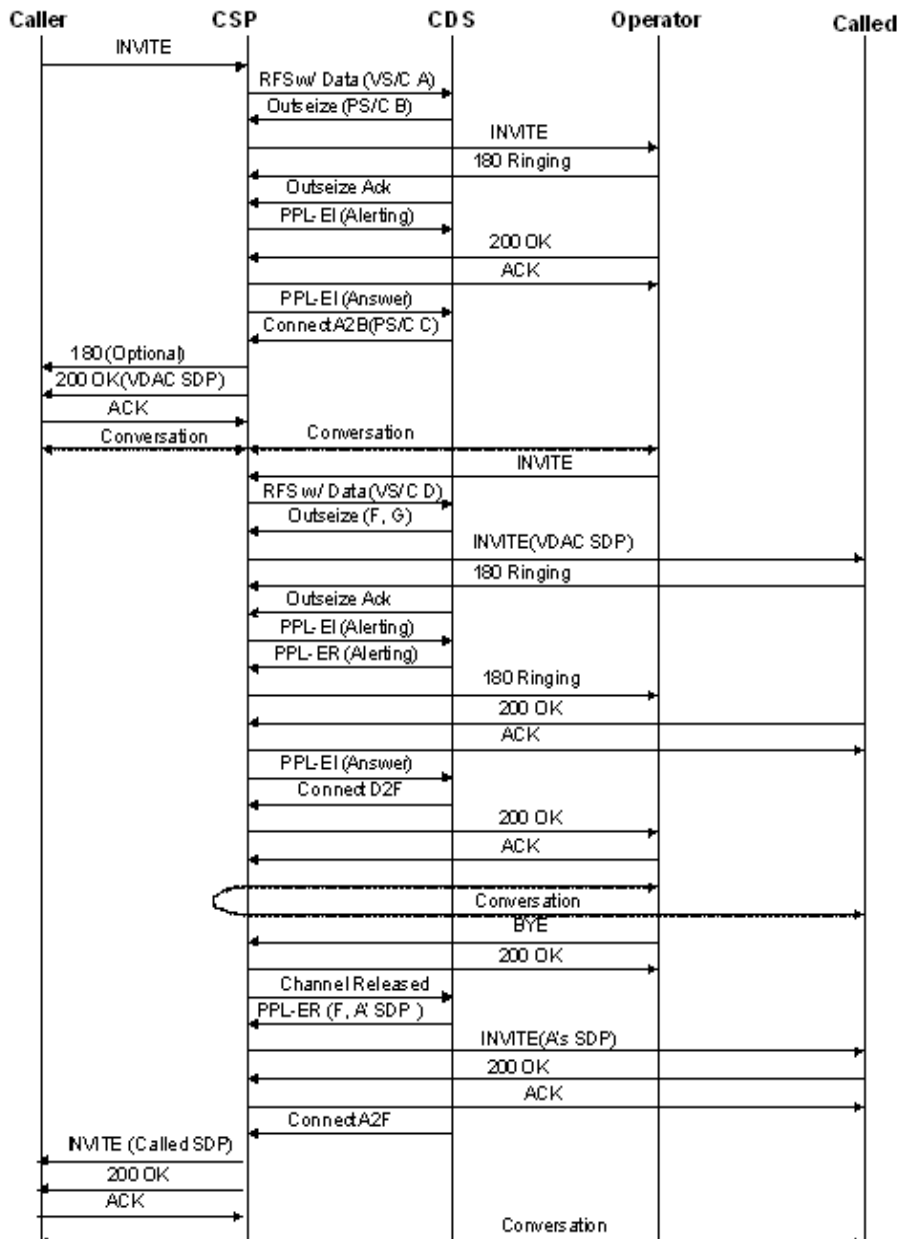 Caller CSP CDS Operator Called
INVITE
RFS w/ Data (VS/C A)
Outseize (PS/C B)
INVITE
180 Ringing
Outseize Ack
PPL-EI (Alerting)
200 OK
ACK
PPL-EI (Answer)
Connect A2B(PS/C C)
180 (Optional)
200 OK(VDAC SDP)
ACK
Conversation Conversation
INVITE
RFS w/ Data (VS/C D)
Outseize (F, G)
INVITE(VDAC SDP)
180 Ringing
Outseize Ack
PPL-EI (Alerting)
PPL-ER (Alerting)
180 Ringing
200 OK
ACK
PPL-EI (Answer)
Connect D2F
200 OK
ACK
Conversation
BYE
200 OK
Channel Released
PPL-ER (F, A' SDP )
INVITE(A's SDP)
200 OK
ACK
Connect A2F
INVITE (Called SDP)
200 OK
ACK
Conversation